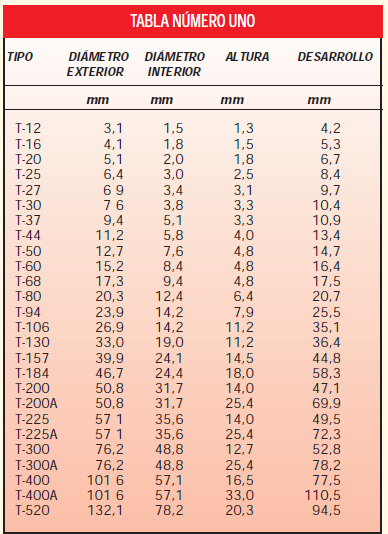 TABLA NÚMERO UNO
TIPO DIÁMETRO EXTERIOR DIÁMETRO INTERIOR ALTURA DESARROLLO
mm mm mm mm
T-12 3,1 1,5 1,3 4,2
T-16 4,1 1,8 1,5 5,3
T-20 5,1 2,0 1,8 6,7
T-25 6,4 3,0 2,5 8,4
T-27 6 9 3,4 3,1 9,7
T-30 7 6 3,8 3,3 10,4
T-37 9,4 5,1 3,3 10,9
T-44 11,2 5,8 4,0 13,4
T-50 12,7 7,6 4,8 14,7
T-60 15,2 8,4 4,8 16,4
T-68 17,3 9,4 4,8 17,5
T-80 20,3 12,4 6,4 20,7
T-94 23,9 14,2 7,9 25,5
T-106 26,9 14,2 11,2 35,1
T-130 33,0 19,0 11,2 36,4
T-157 39,9 24,1 14,5 44,8
T-184 46,7 24,4 18,0 58,3
T-200 50,8 31,7 14,0 47,1
T-200A 50,8 31,7 25,4 69,9
T-225 57 1 35,6 14,0 49,5
T-225A 57 1 35,6 25,4 72,3
T-300 76,2 48,8 12,7 52,8
T-300A 76,2 48,8 25,4 78,2
T-400 101 6 57,1 16,5 77,5
T-400A 101 6 57,1 33,0 110,5
T-520 132,1 78,2 20,3 94,5